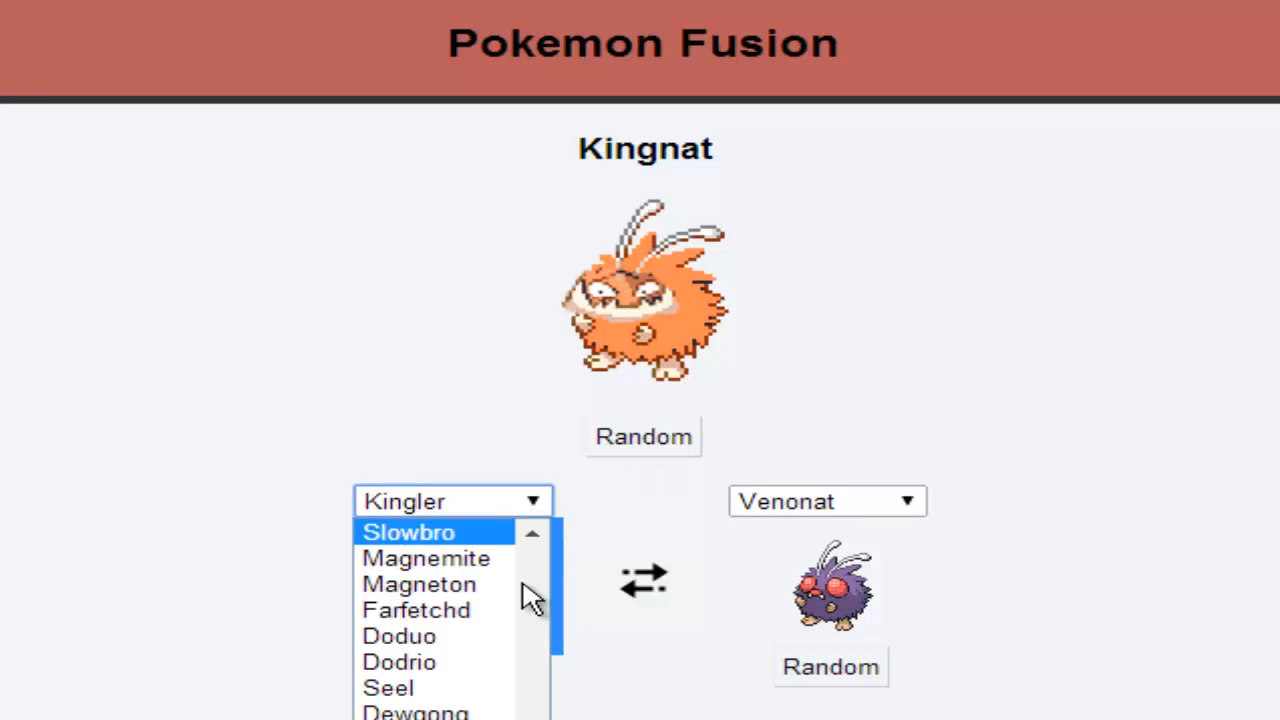 Pokemon Fusion
Kingnat
Random
Kingler
Venonat
Slowbro
Magnemite
Magneton
Farfetchd
Doduo
Dodrio
Seel
Dewgong
Random